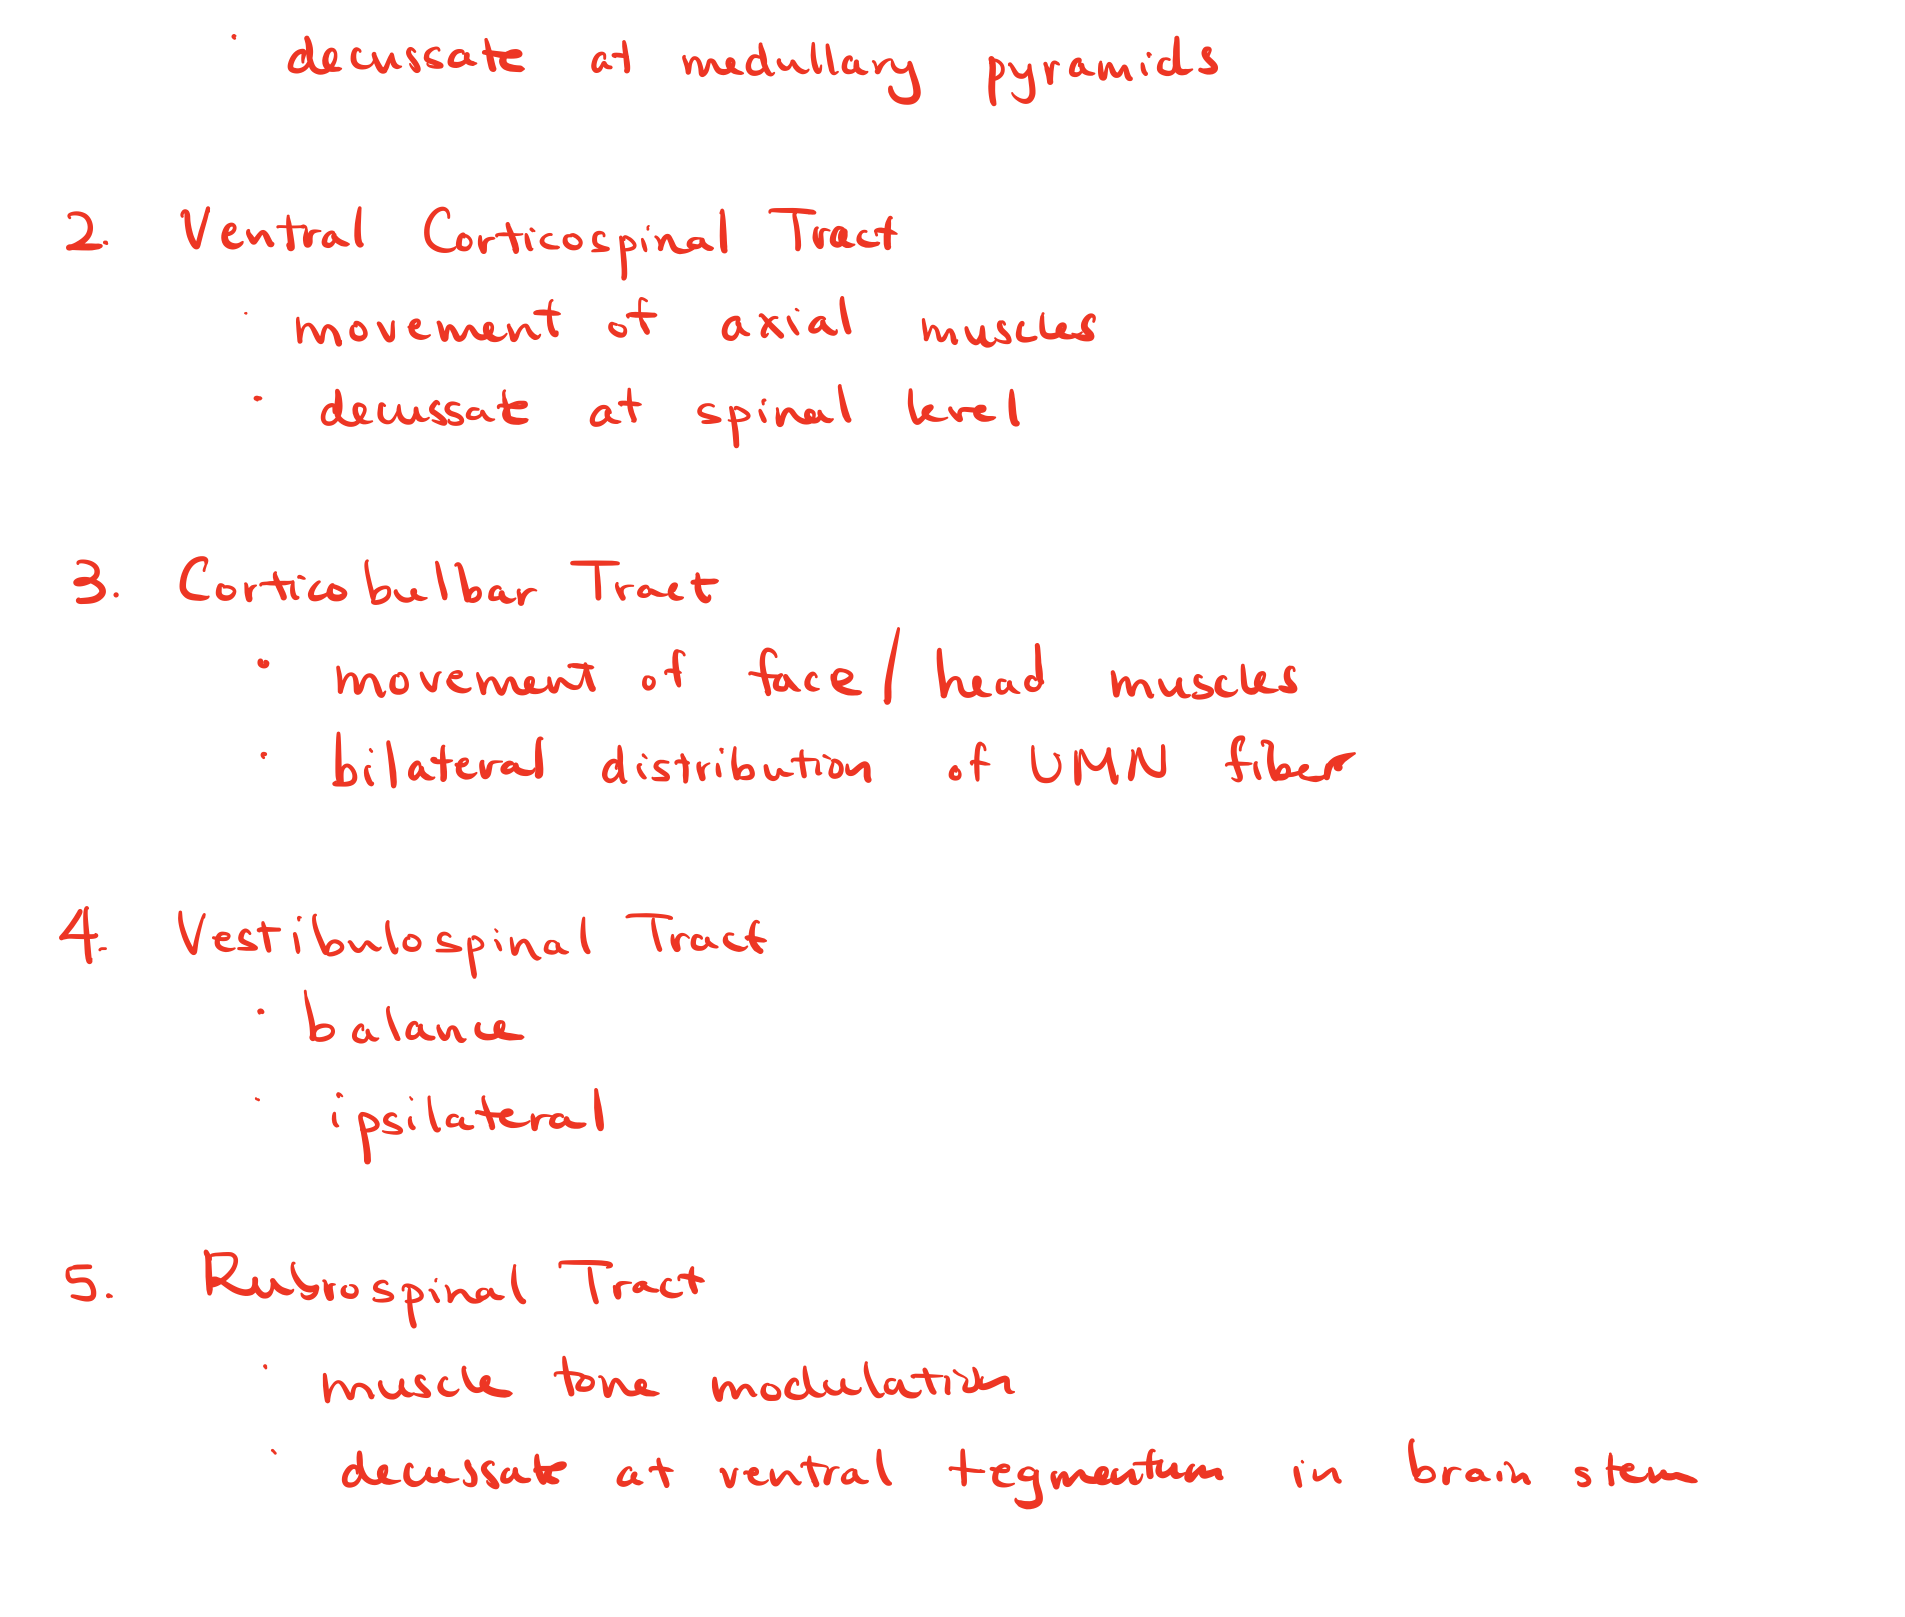 · decussate at medullary pyramids
2. Ventral Corticospinal Tract
· movement of axial muscles
· decussate at spinal level
3. Corticobulbar Tract
· movement of face/head muscles
· bilateral distribution of UMN fiber
4. Vestibulospinal Tract
· balance
· ipsilateral
5. Rubrospinal Tract
· muscle tone modulation
· decussate at ventral tegmentum in brain stem